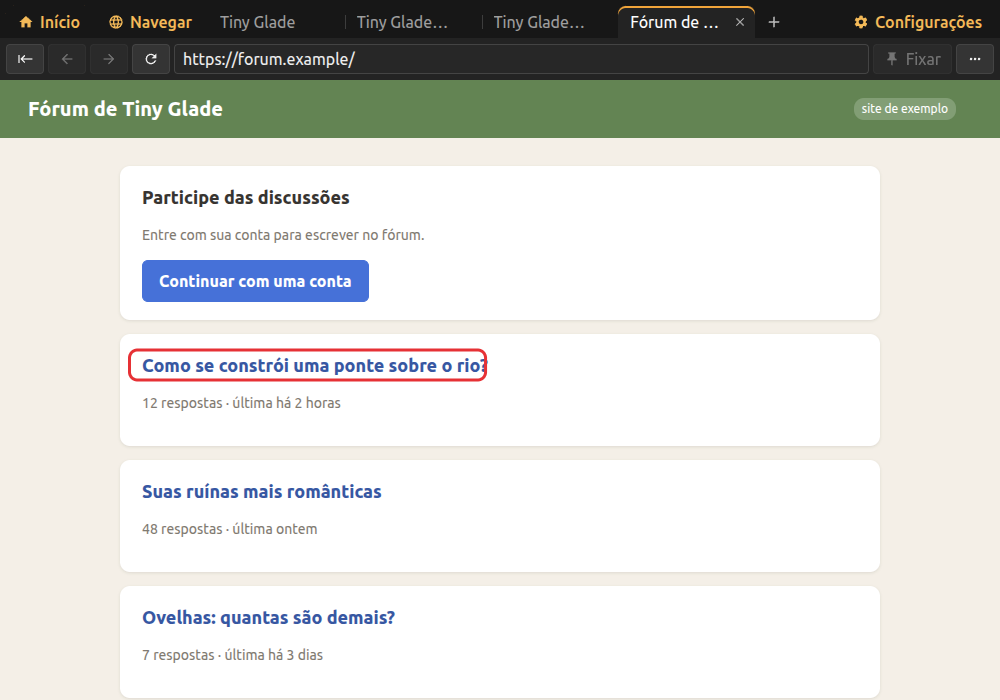 Início
Navegar
Tiny Glade
Tiny Glade…
Tiny Glade…
Fórum de …
Configurações
https://forum.example/
Fixar
Fórum de Tiny Glade
site de exemplo
Participe das discussões
Entre com sua conta para escrever no fórum.
Continuar com uma conta
Como se constrói uma ponte sobre o rio?
12 respostas · última há 2 horas
Suas ruínas mais românticas
48 respostas · última ontem
Ovelhas: quantas são demais?
7 respostas · última há 3 dias